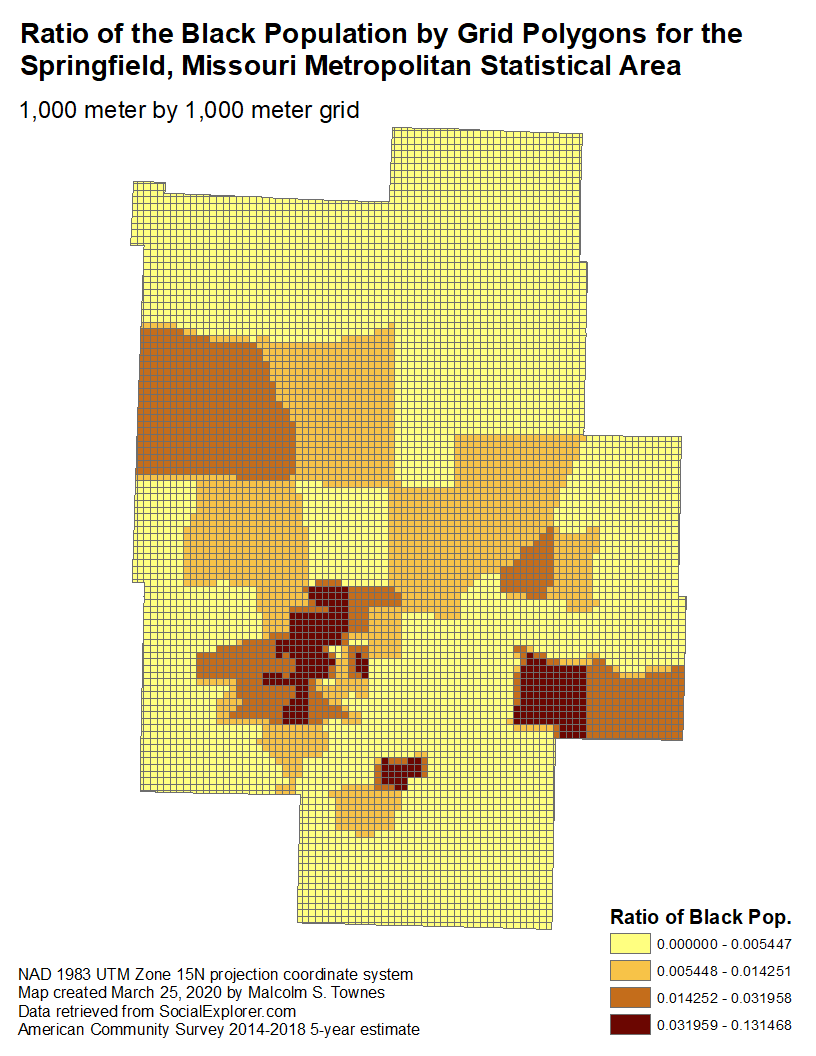 Ratio of the Black Population by Grid Polygons for the
Springfield, Missouri Metropolitan Statistical Area
1,000 meter by 1,000 meter grid
Ratio of Black Pop.
0.000000 - 0.005447
0.005448 - 0.014251
0.014252 - 0.031958
0.031959 - 0.131468
NAD 1983 UTM Zone 15N projection coordinate system
Map created March 25, 2020 by Malcolm S. Townes
Data retrieved from SocialExplorer.com
American Community Survey 2014-2018 5-year estimate